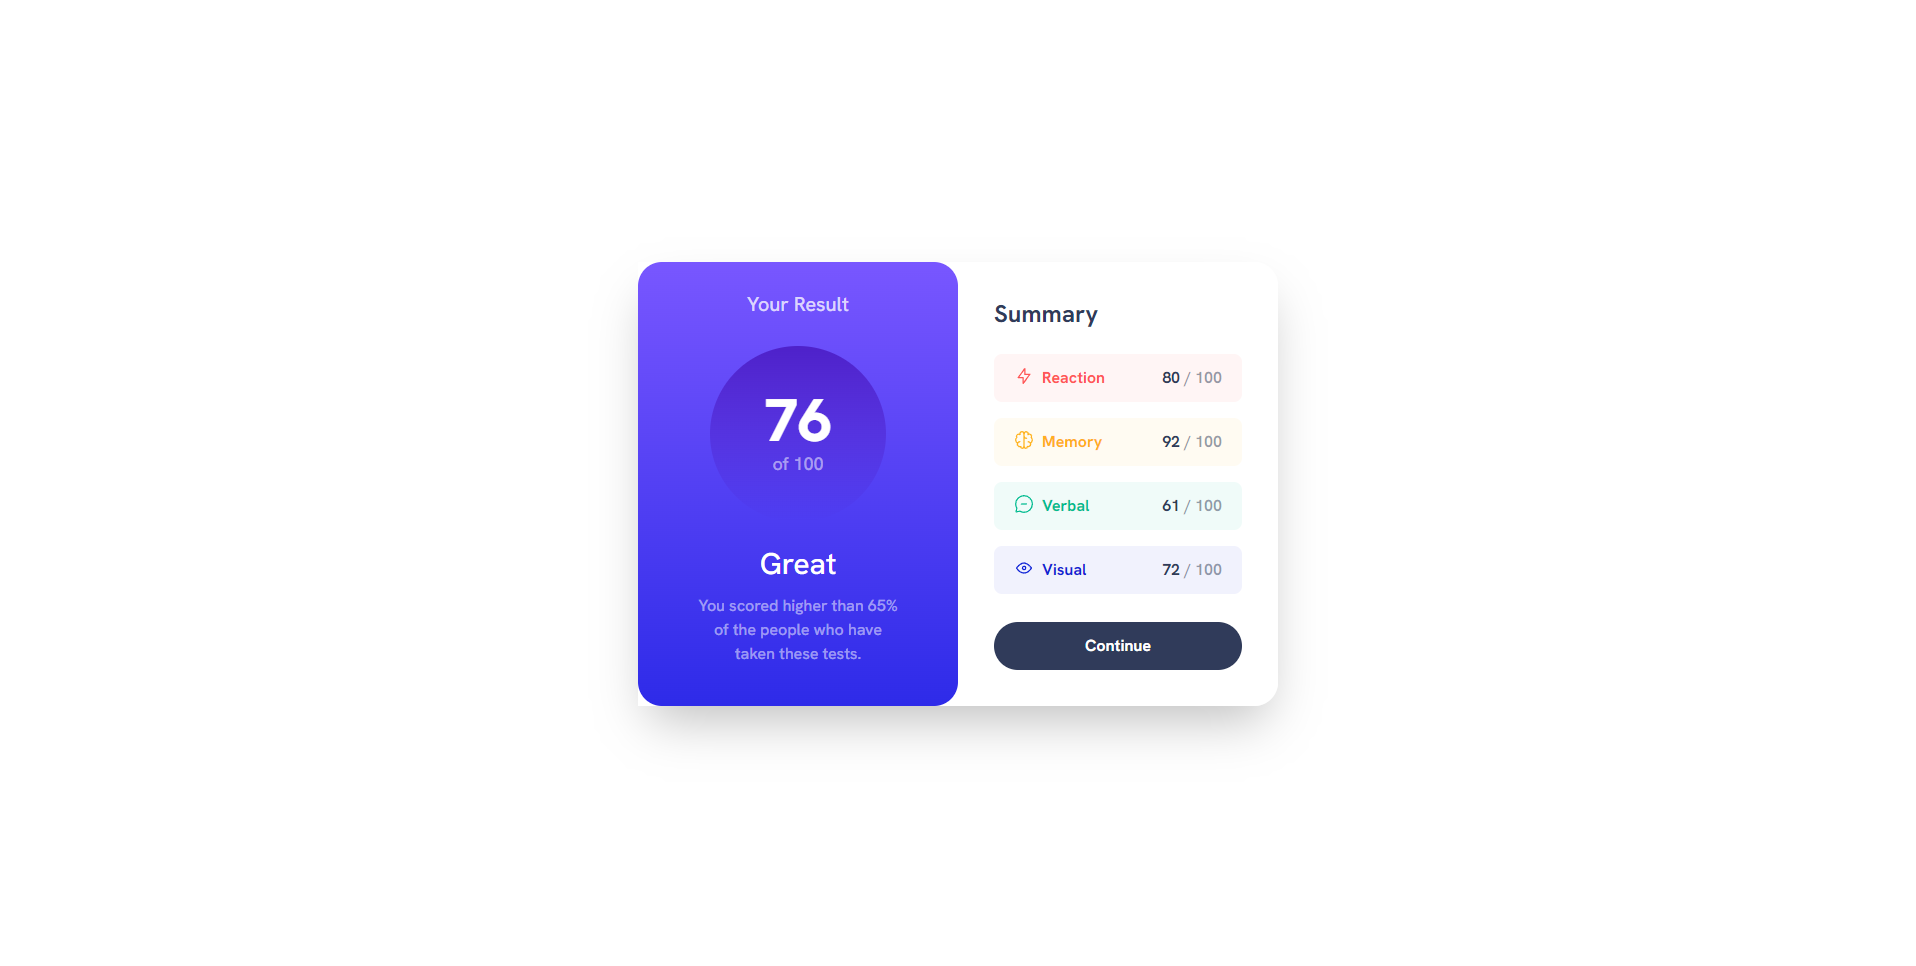 Your Result
76
of 100
Great
You scored higher than 65%
of the people who have
taken these tests.
Summary
Reaction 80 / 100
Memory 92 / 100
Verbal 61 / 100
Visual 72 / 100
Continue